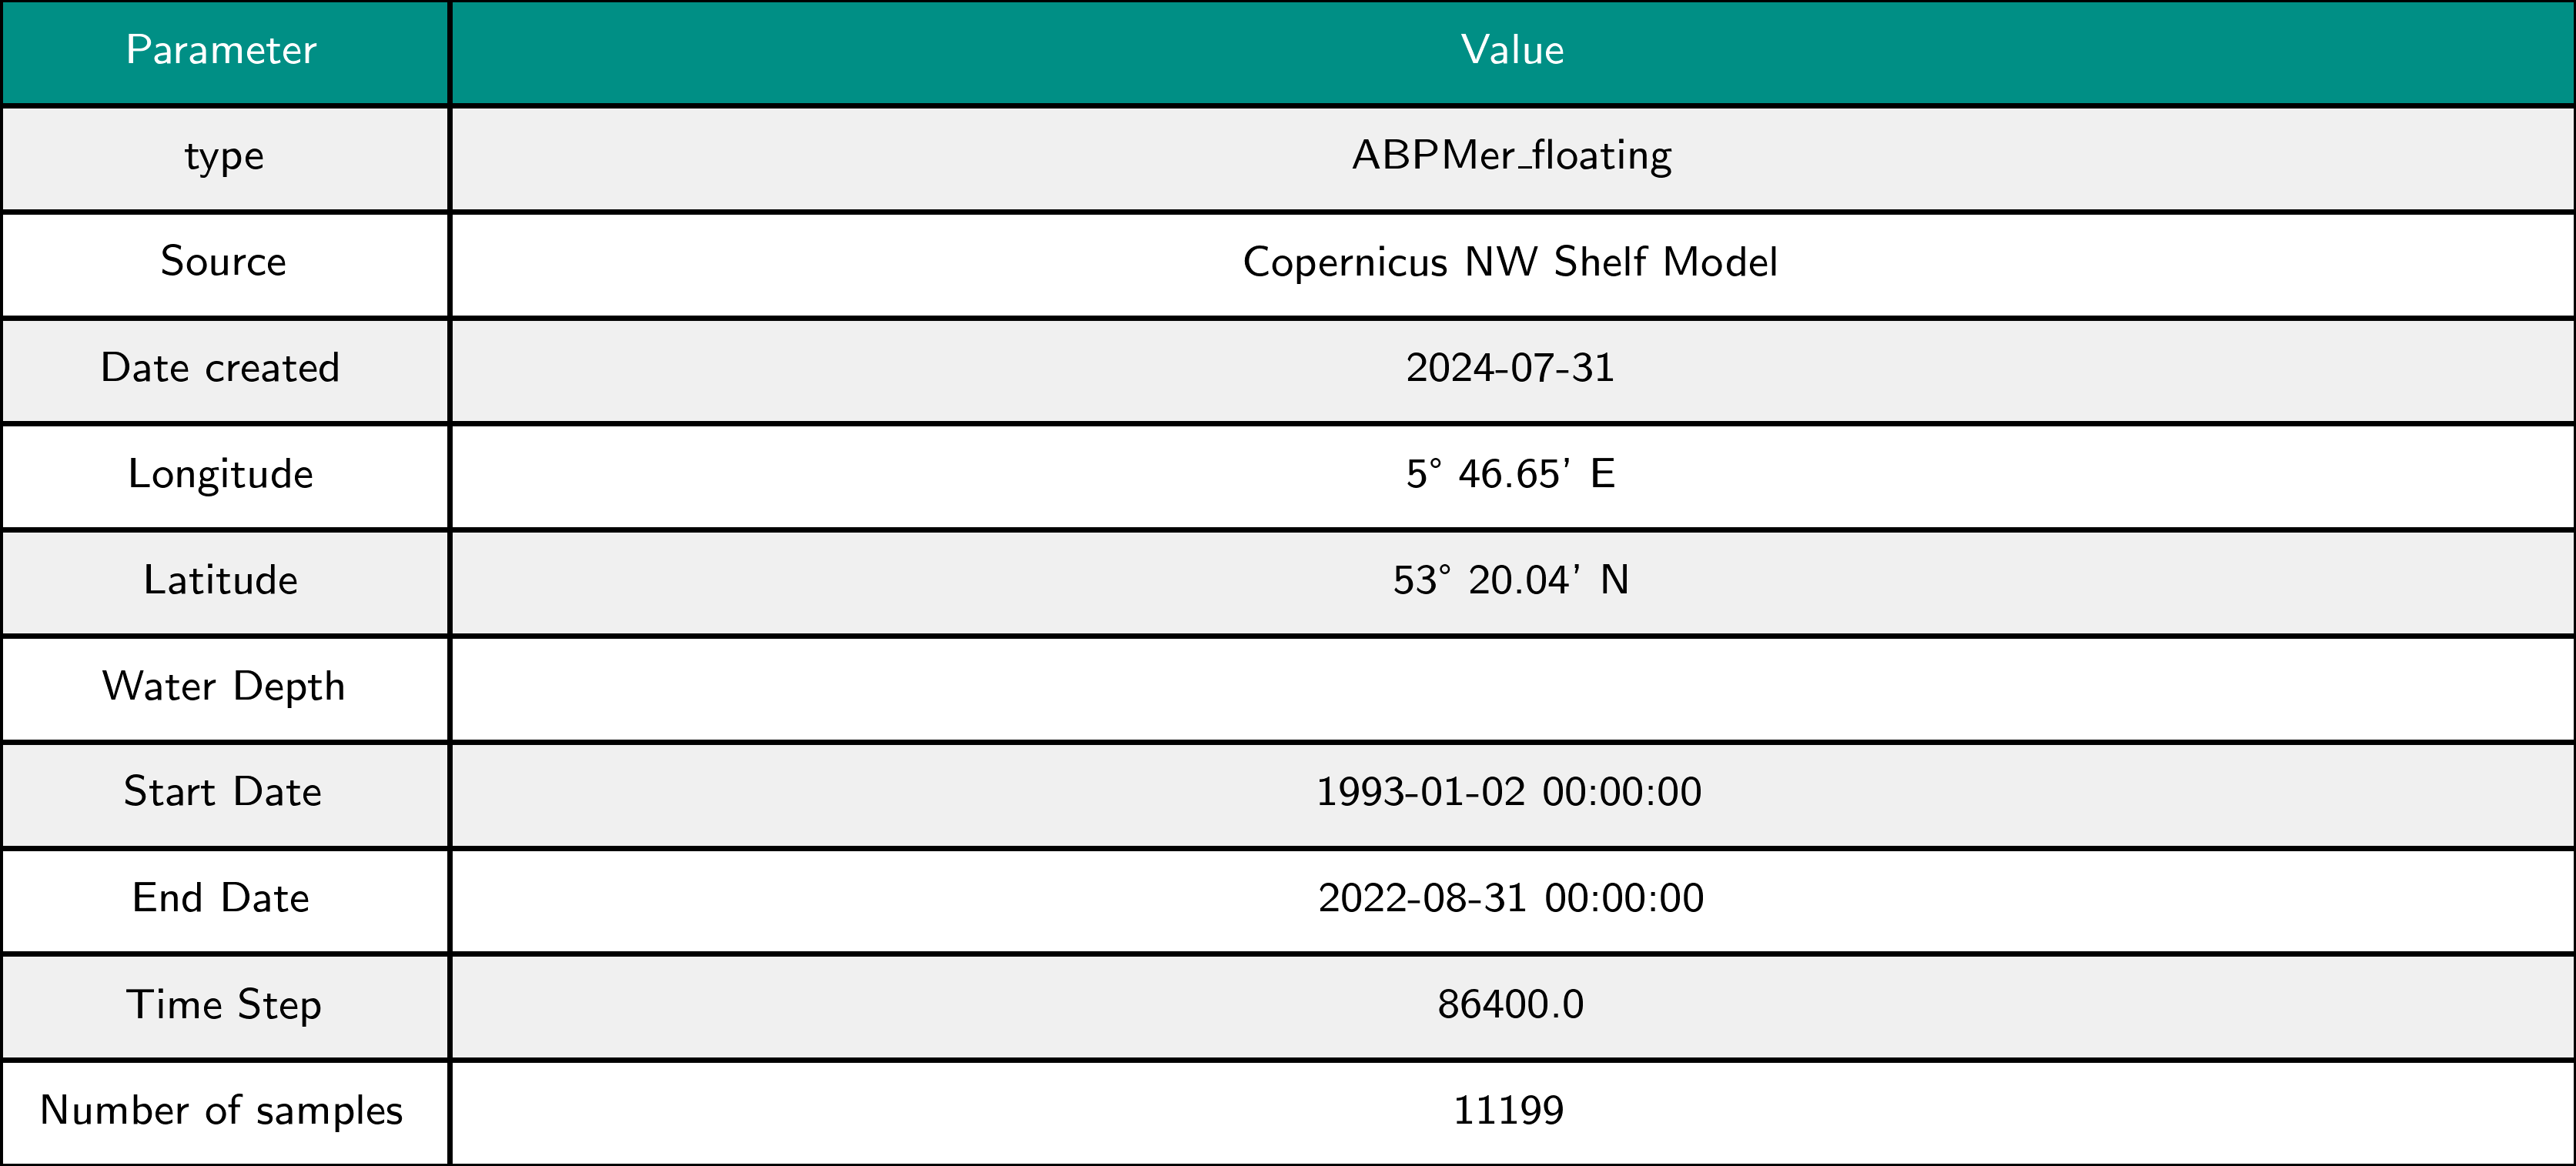 Parameter Value
type ABPMer_floating
Source Copernicus NW Shelf Model
Date created 2024-07-31
Longitude 5° 46.65' E
Latitude 53° 20.04' N
Water Depth
Start Date 1993-01-02 00:00:00
End Date 2022-08-31 00:00:00
Time Step 86400.0
Number of samples 11199